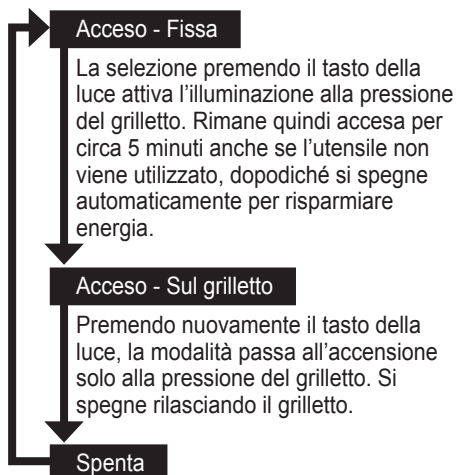 Acceso - Fissa
La selezione premendo il tasto della
luce attiva l’illuminazione alla pressione
del grilletto. Rimane quindi accesa per
circa 5 minuti anche se l’utensile non
viene utilizzato, dopodiché si spegne
automaticamente per risparmiare
energia.
Acceso - Sul grilletto
Premendo nuovamente il tasto della
luce, la modalità passa all’accensione
solo alla pressione del grilletto. Si
spegne rilasciando il grilletto.
Spenta